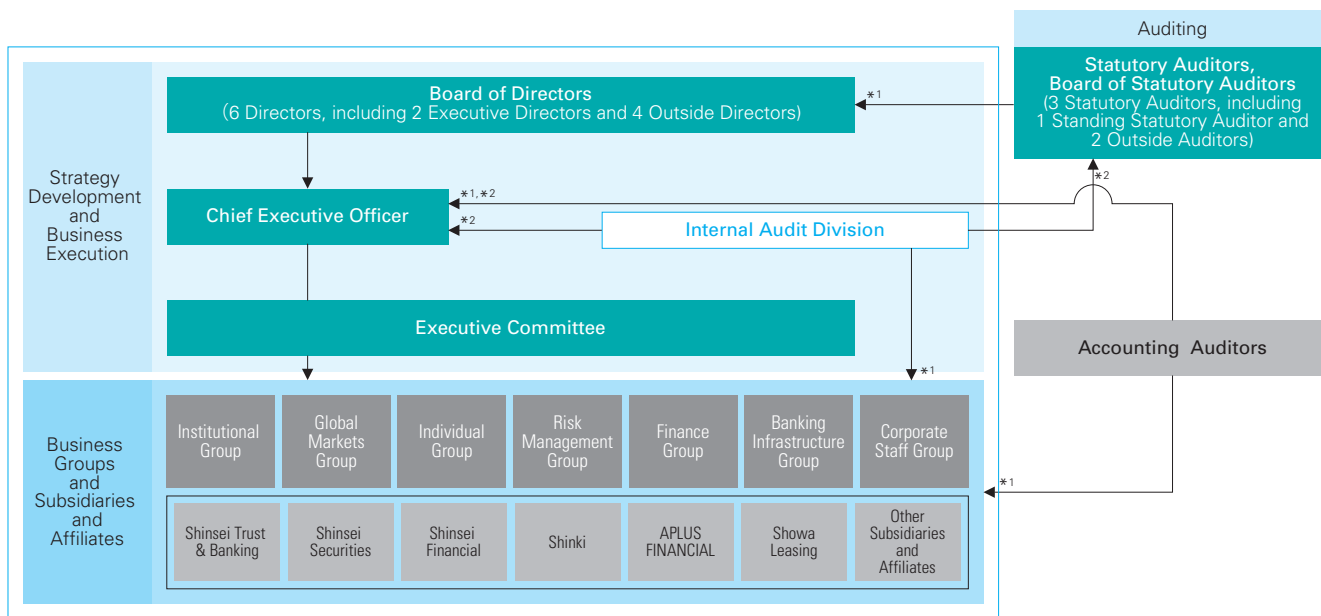 Auditing
Statutory Auditors,
Board of Statutory Auditors
(3 Statutory Auditors, including
1 Standing Statutory Auditor and
2 Outside Auditors)
*1
*2
Board of Directors
(6 Directors, including 2 Executive Directors and 4 Outside Directors)
Strategy
Development
and
Business
Execution
Chief Executive Officer
*1, *2
*2
Internal Audit Division
Executive Committee
Accounting Auditors
*1
*1
Business
Groups
and
Subsidiaries
and
Affiliates
Institutional
Group
Global
Markets
Group
Individual
Group
Risk
Management
Group
Finance
Group
Banking
Infrastructure
Group
Corporate
Staff Group
Shinsei Trust
& Banking
Shinsei
Securities
Shinsei
Financial
Shinki
APLUS
FINANCIAL
Showa
Leasing
Other
Subsidiaries
and
Affiliates